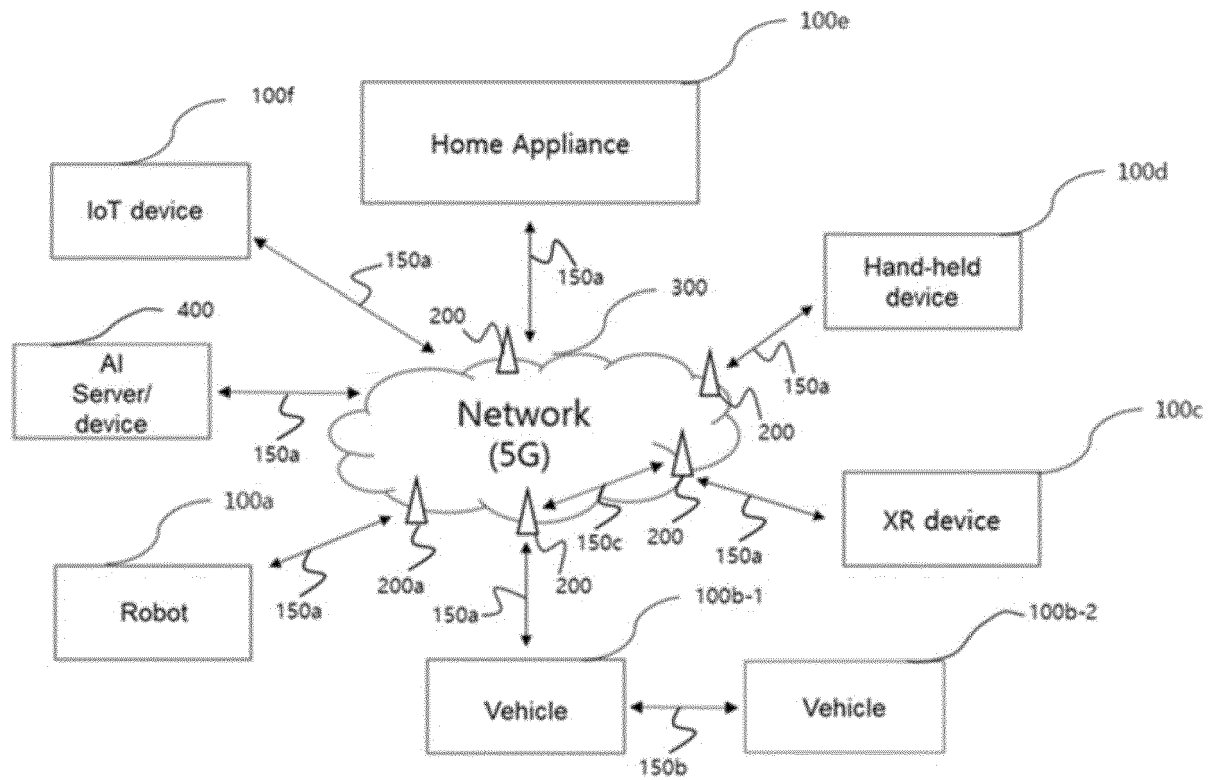 100e
100f
Home Appliance
100d
IoT device
150a
150a
Hand-held
device
400
300
200
AI
Server/
device
150a
Network
(5G)
200
100c
150a
100a
XR device
150c
200
150a
200a
200
150a
Robot
150a
100b-1
100b-2
Vehicle
Vehicle
150b